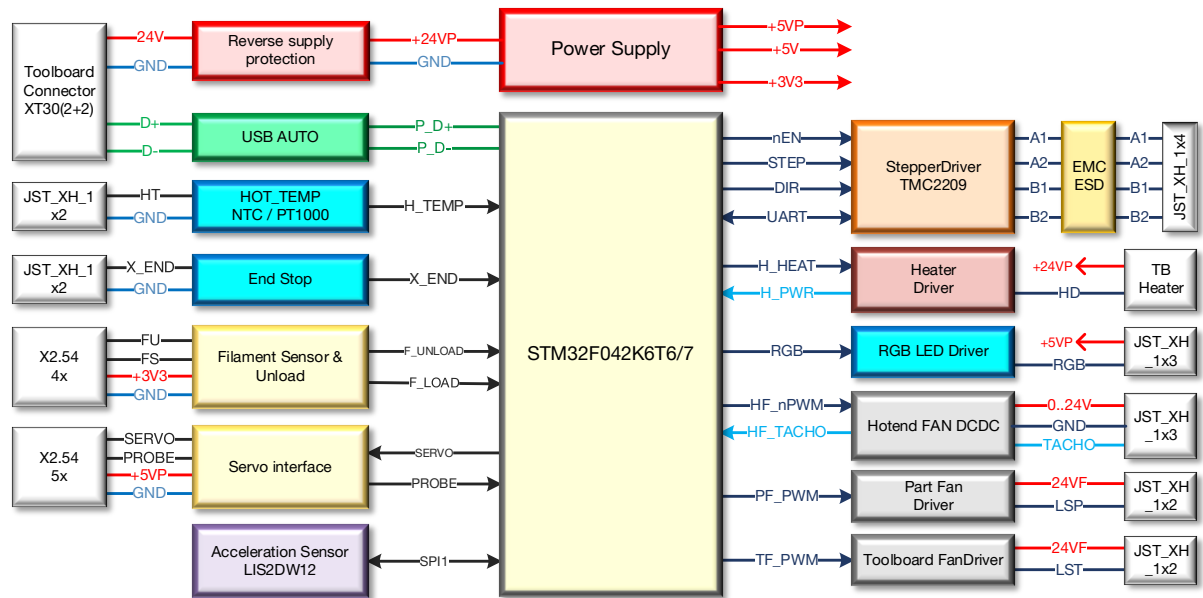 Toolboard
Connector
XT30(2+2)
24V
GND
D+
D-
Reverse supply
protection
+24VP
GND
Power Supply
+5VP
+5V
+3V3
USB AUTO
P_D+
P_D-
JST_XH_1
x2
HT
GND
HOT_TEMP
NTC / PT1000
H_TEMP
JST_XH_1
x2
X_END
GND
End Stop
X_END
X2.54
4x
FU
FS
+3V3
GND
Filament Sensor &
Unload
F_UNLOAD
F_LOAD
X2.54
5x
SERVO
PROBE
+5VP
GND
Servo interface
SERVO
PROBE
Acceleration Sensor
LIS2DW12
SPI1
STM32F042K6T6/7
nEN
STEP
DIR
UART
StepperDriver
TMC2209
A1
A2
B1
B2
EMC
ESD
A1
A2
B1
B2
JST_XH_1x4
H_HEAT
H_PWR
Heater
Driver
+24VP
HD
TB
Heater
RGB
RGB LED Driver
+5VP
RGB
JST_XH
_1x3
HF_nPWM
HF_TACHO
Hotend FAN DCDC
0..24V
GND
TACHO
JST_XH
_1x3
PF_PWM
Part Fan
Driver
24VF
LSP
JST_XH
_1x2
TF_PWM
Toolboard FanDriver
24VF
LST
JST_XH
_1x2